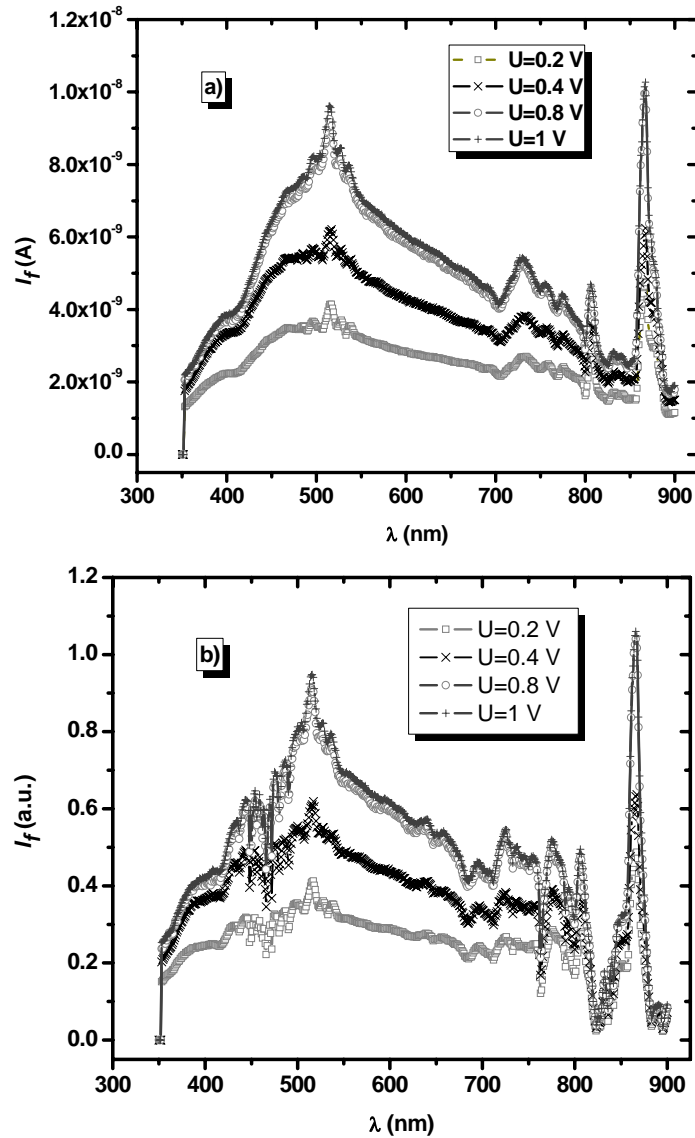 1.2x10⁻⁸
1.0x10⁻⁸
8.0x10⁻⁹
6.0x10⁻⁹
4.0x10⁻⁹
2.0x10⁻⁹
0.0
I_f (A)
a)
U=0.2 V
U=0.4 V
U=0.8 V
U=1 V
300 400 500 600 700 800 900
λ (nm)
1.2
1.0
0.8
0.6
0.4
0.2
0.0
I_f (a.u.)
b)
U=0.2 V
U=0.4 V
U=0.8 V
U=1 V
300 400 500 600 700 800 900
λ (nm)